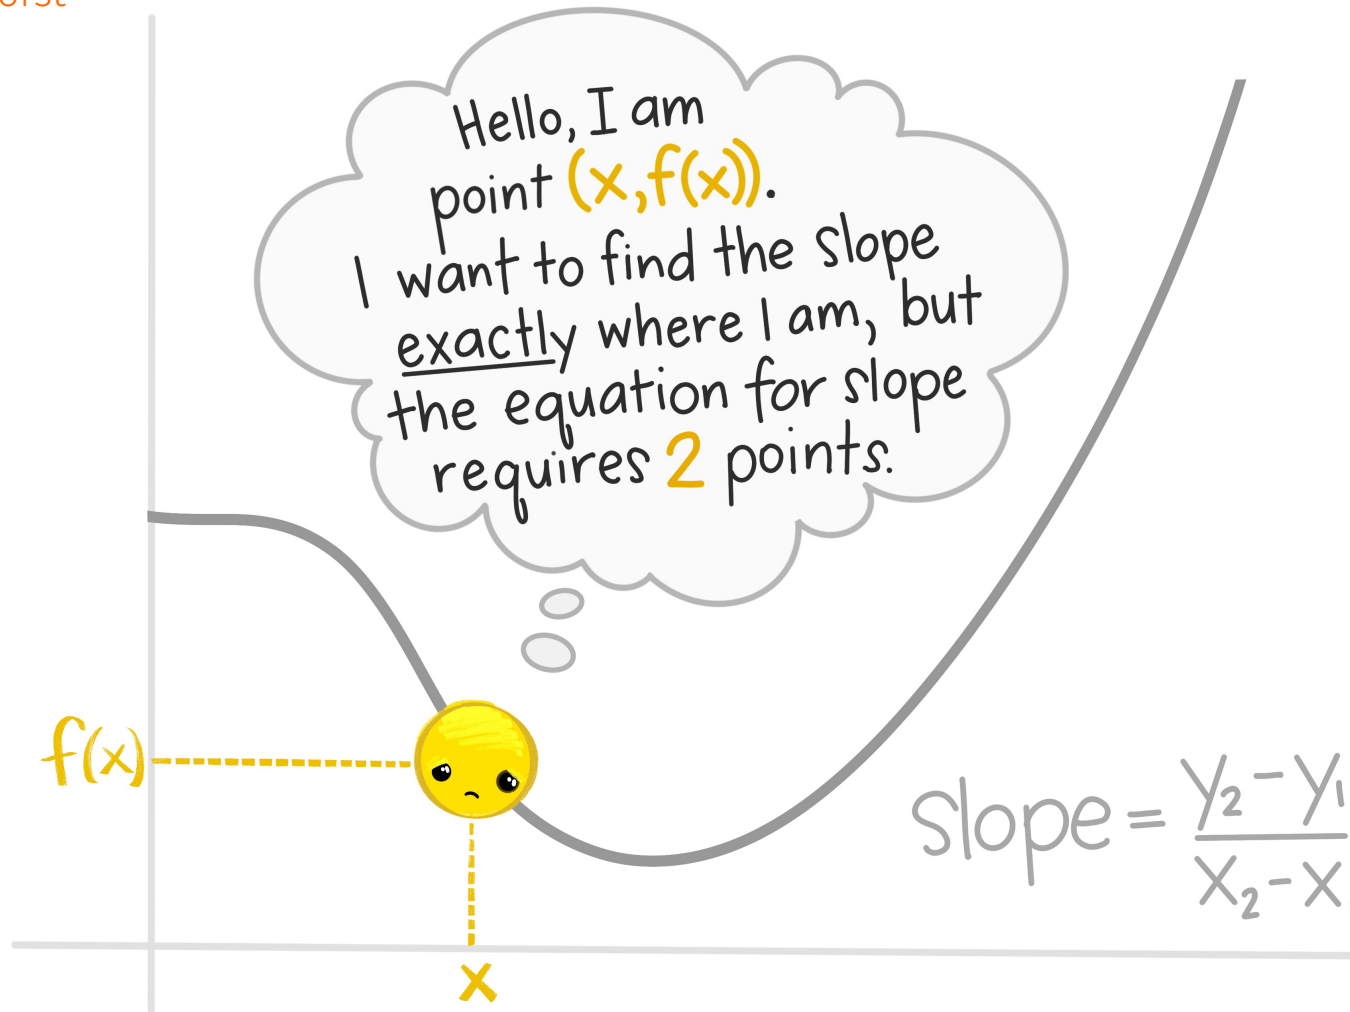 Hello, I am
point (x,f(x)).
I want to find the slope
exactly where I am, but
the equation for slope
requires 2 points.
f(x)
slope = y₂ - y₁
x₂ - x
x